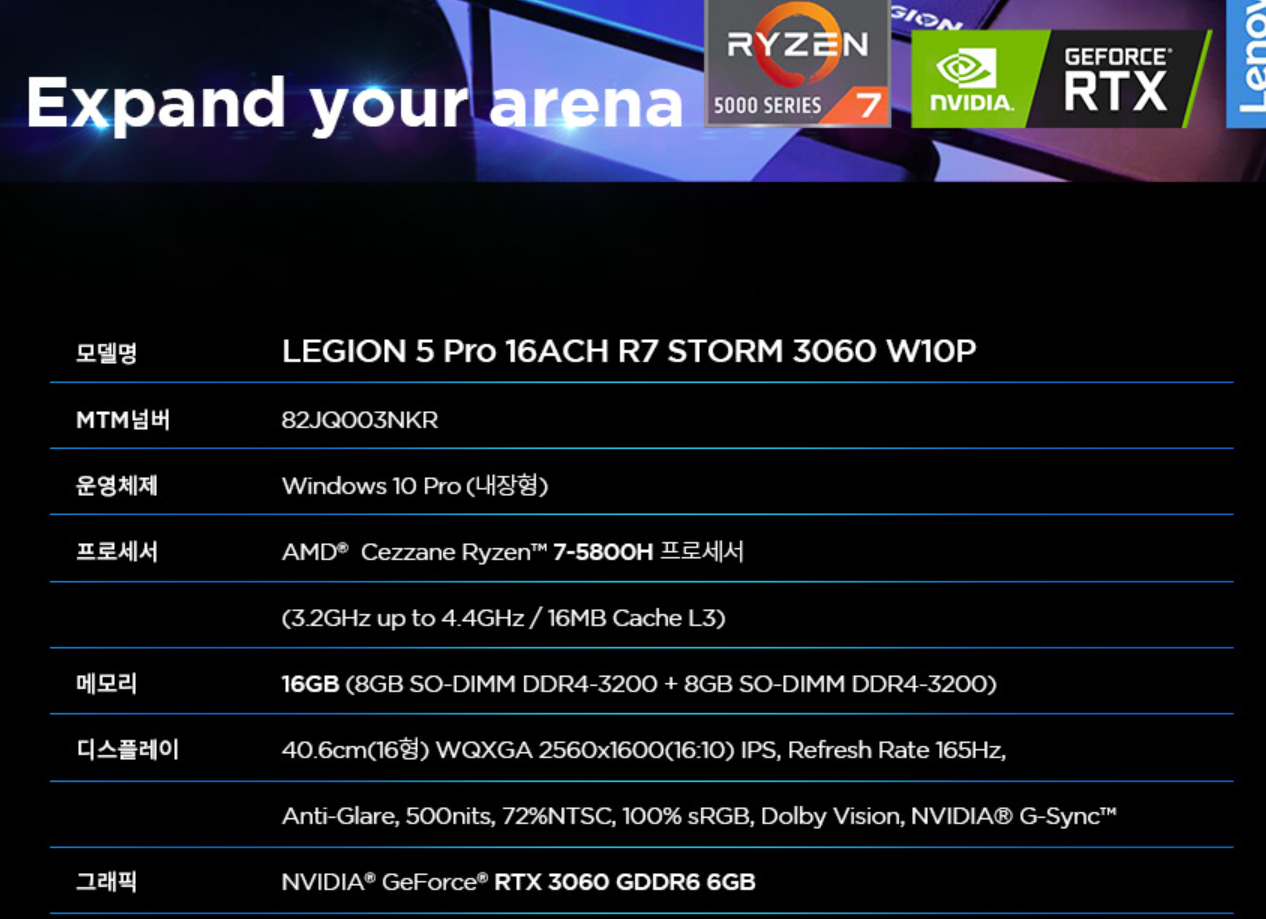 RYZEN
5000 SERIES 7
GION
NVIDIA.
GEFORCE®
RTX
Lenov
Expand your arena
모델명 LEGION 5 Pro 16ACH R7 STORM 3060 W10P
MTM넘버 82JQ003NKR
운영체제 Windows 10 Pro (내장형)
프로세서 AMD® Cezzane Ryzen™ 7-5800H 프로세서
(3.2GHz up to 4.4GHz / 16MB Cache L3)
메모리 16GB (8GB SO-DIMM DDR4-3200 + 8GB SO-DIMM DDR4-3200)
디스플레이 40.6cm(16형) WQXGA 2560x1600(16:10) IPS, Refresh Rate 165Hz,
Anti-Glare, 500nits, 72%NTSC, 100% sRGB, Dolby Vision, NVIDIA® G-Sync™
그래픽 NVIDIA® GeForce® RTX 3060 GDDR6 6GB